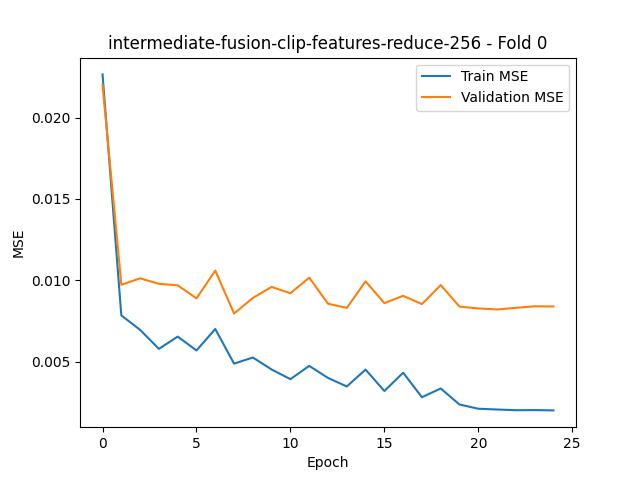 intermediate-fusion-clip-features-reduce-256 - Fold 0
Train MSE
Validation MSE
0.020
0.015
0.010
0.005
MSE
0
5
10
15
20
25
Epoch